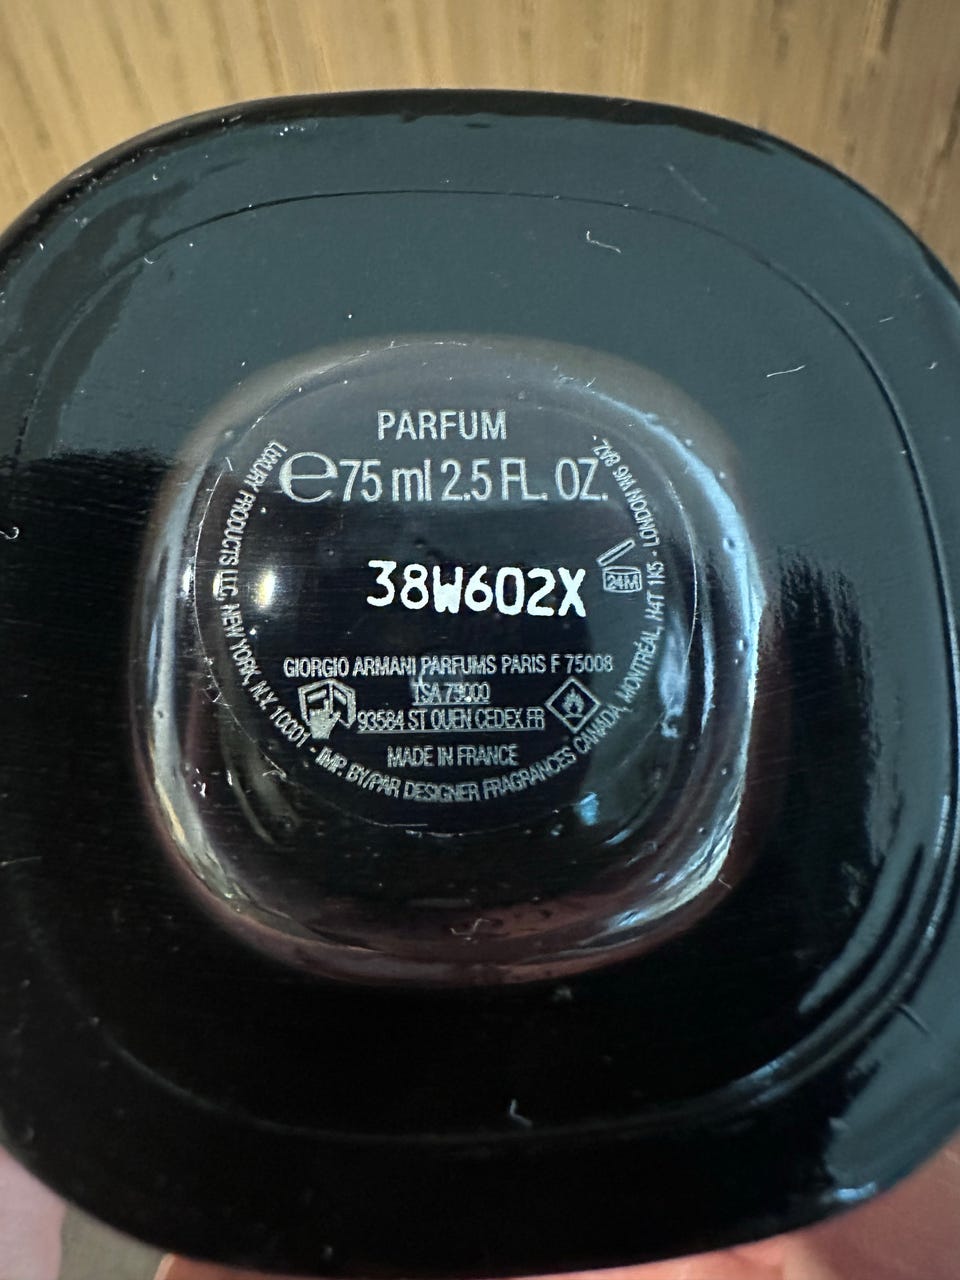 PARFUM
e75 ml 2.5 FL. OZ.
38W602X
24M
GIORGIO ARMANI PARFUMS PARIS F 75008
TSA 75000
93584 ST OUEN CEDEX FR
MADE IN FRANCE
LUXURY PRODUCTS LLC, NEW YORK N.Y. 10001 - IMP. BY/PAR DESIGNER FRAGRANCES CANADA, MONTRÉAL, H4T 1K5 - LONDON W6 8AZ -